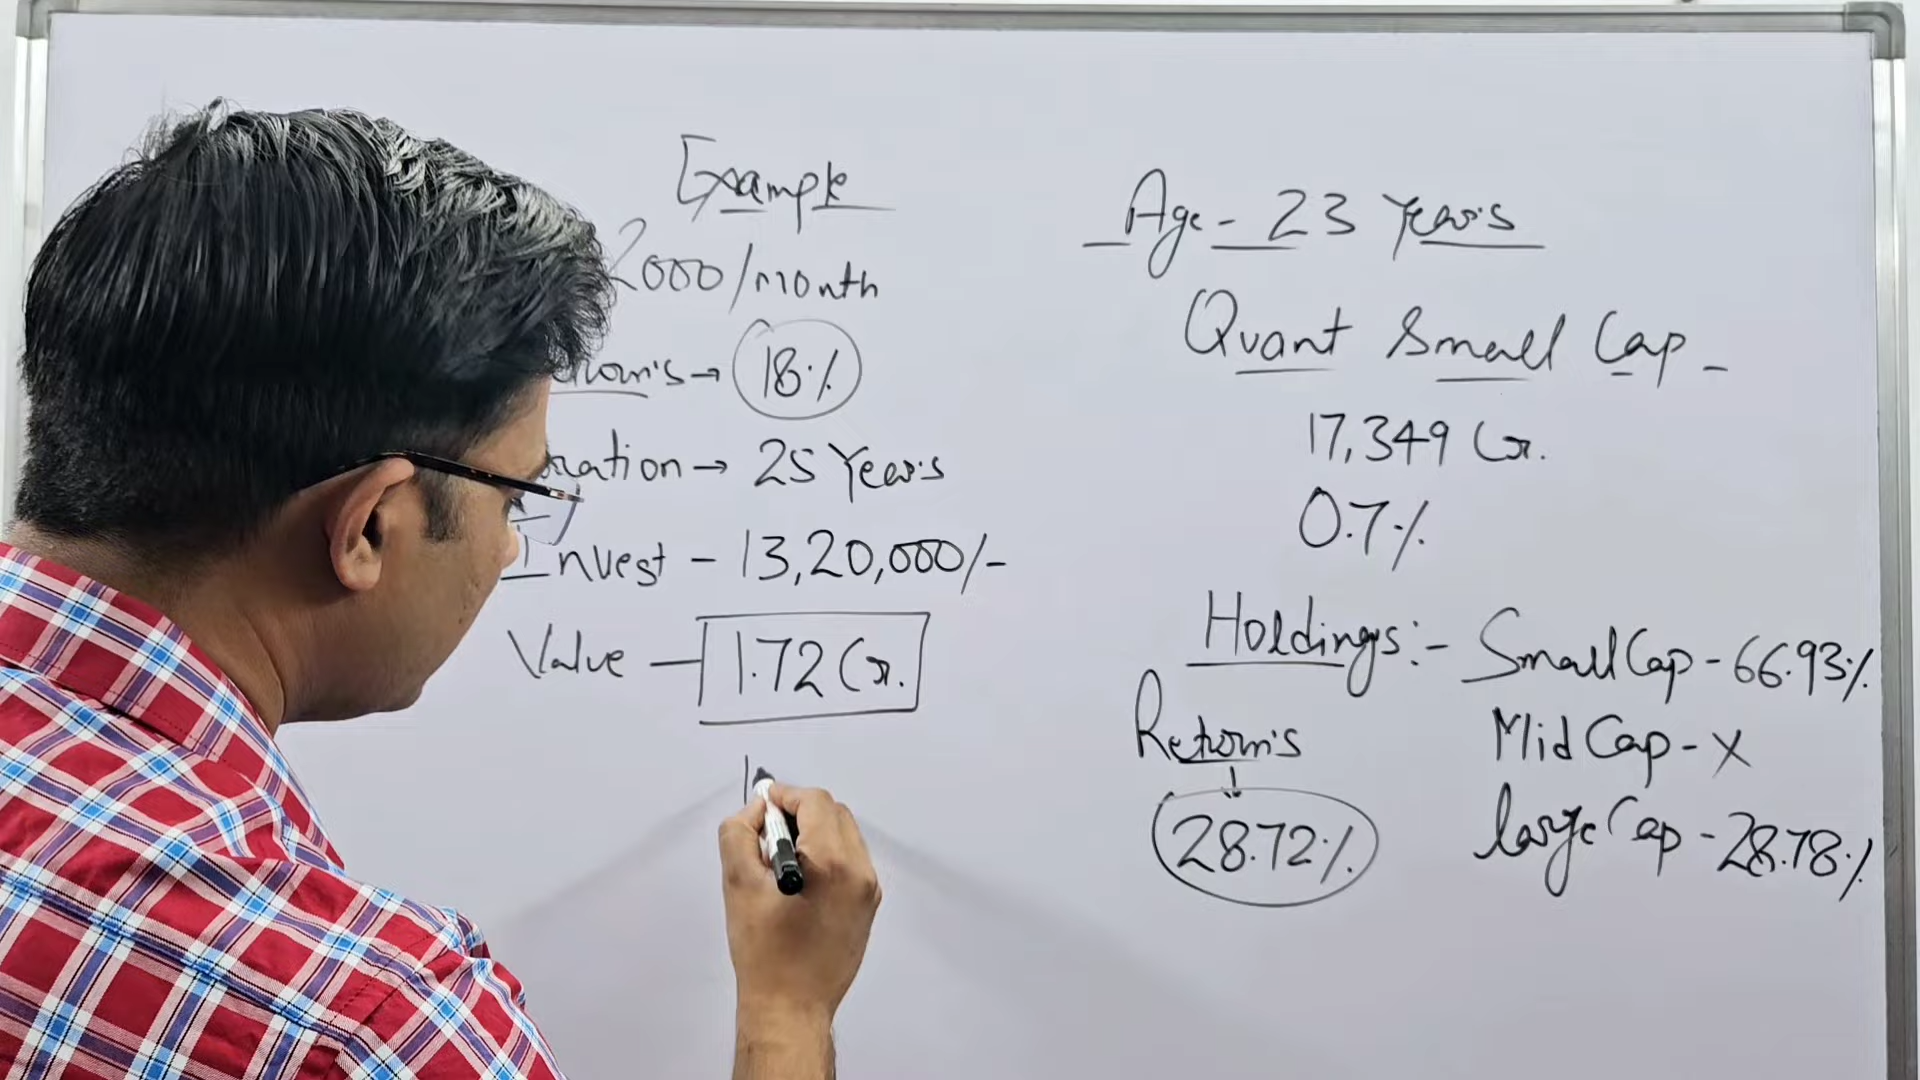 Example
2000/month
→ 18%
→ 25 Years
Invest - 13,20,000/-
Value - 1.72 Cr.
Age - 23 Years
Quant Small Cap -
17,349 Cr.
0.7%
Holdings:- Small Cap - 66.93%
Returns
Mid Cap - X
28.72%
large Cap - 28.78%